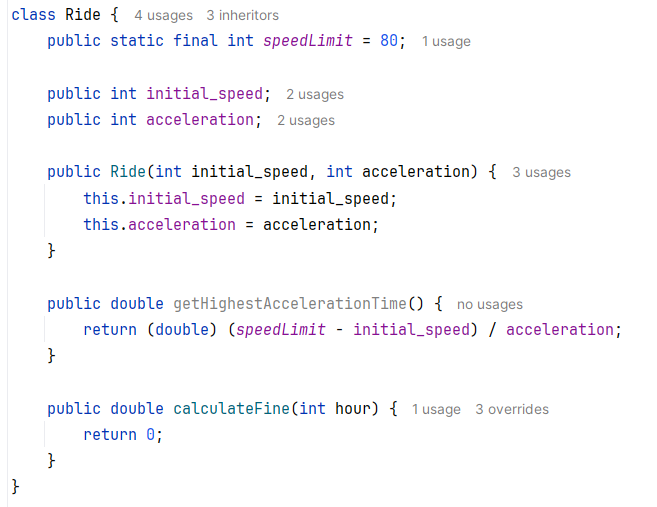 class Ride {  4 usages  3 inheritors
    public static final int speedLimit = 80;  1 usage
    public int initial_speed;  2 usages
    public int acceleration;  2 usages
    public Ride(int initial_speed, int acceleration) {  3 usages
        this.initial_speed = initial_speed;
        this.acceleration = acceleration;
    }
    public double getHighestAccelerationTime() {  no usages
        return (double) (speedLimit - initial_speed) / acceleration;
    }
    public double calculateFine(int hour) {  1 usage  3 overrides
        return 0;
    }
}